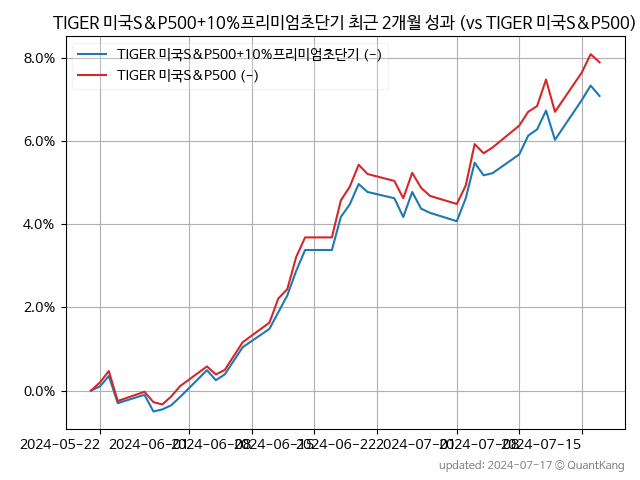 TIGER 미국S&P500+10%프리미엄초단기 최근 2개월 성과 (vs TIGER 미국S&P500)
TIGER 미국S&P500+10%프리미엄초단기 (-)
TIGER 미국S&P500 (-)
8.0%
6.0%
4.0%
2.0%
0.0%
2024-05-22 2024-06-01 2024-06-08 2024-06-15 2024-06-22 2024-07-01 2024-07-08 2024-07-15
updated: 2024-07-17 © QuantKang